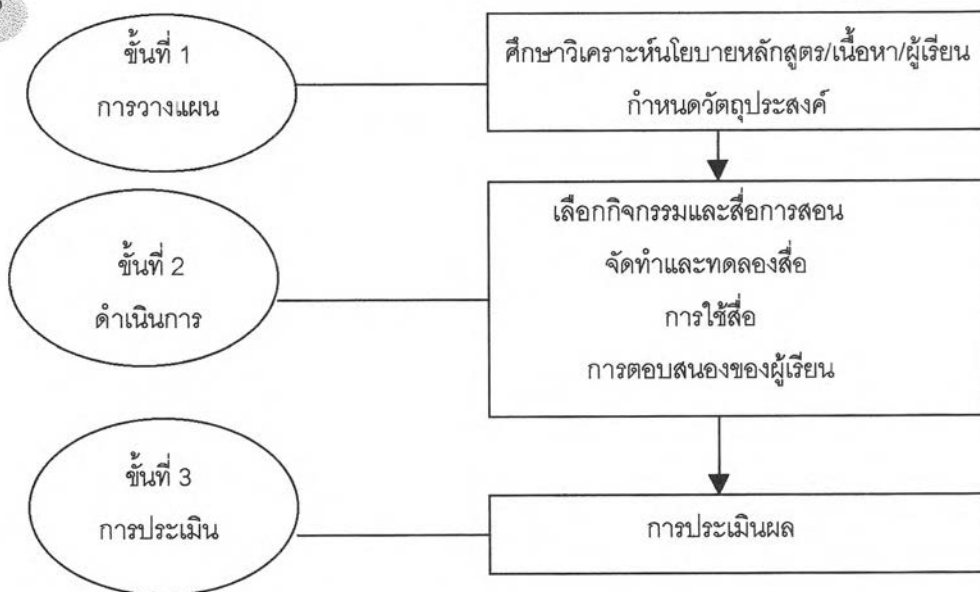 ขั้นที่ 1
การวางแผน
ศึกษาวิเคราะห์นโยบายหลักสูตร/เนื้อหา/ผู้เรียน
กำหนดวัตถุประสงค์
ขั้นที่ 2
ดำเนินการ
เลือกกิจกรรมและสื่อการสอน
จัดทำและทดลองสื่อ
การใช้สื่อ
การตอบสนองของผู้เรียน
ขั้นที่ 3
การประเมิน
การประเมินผล